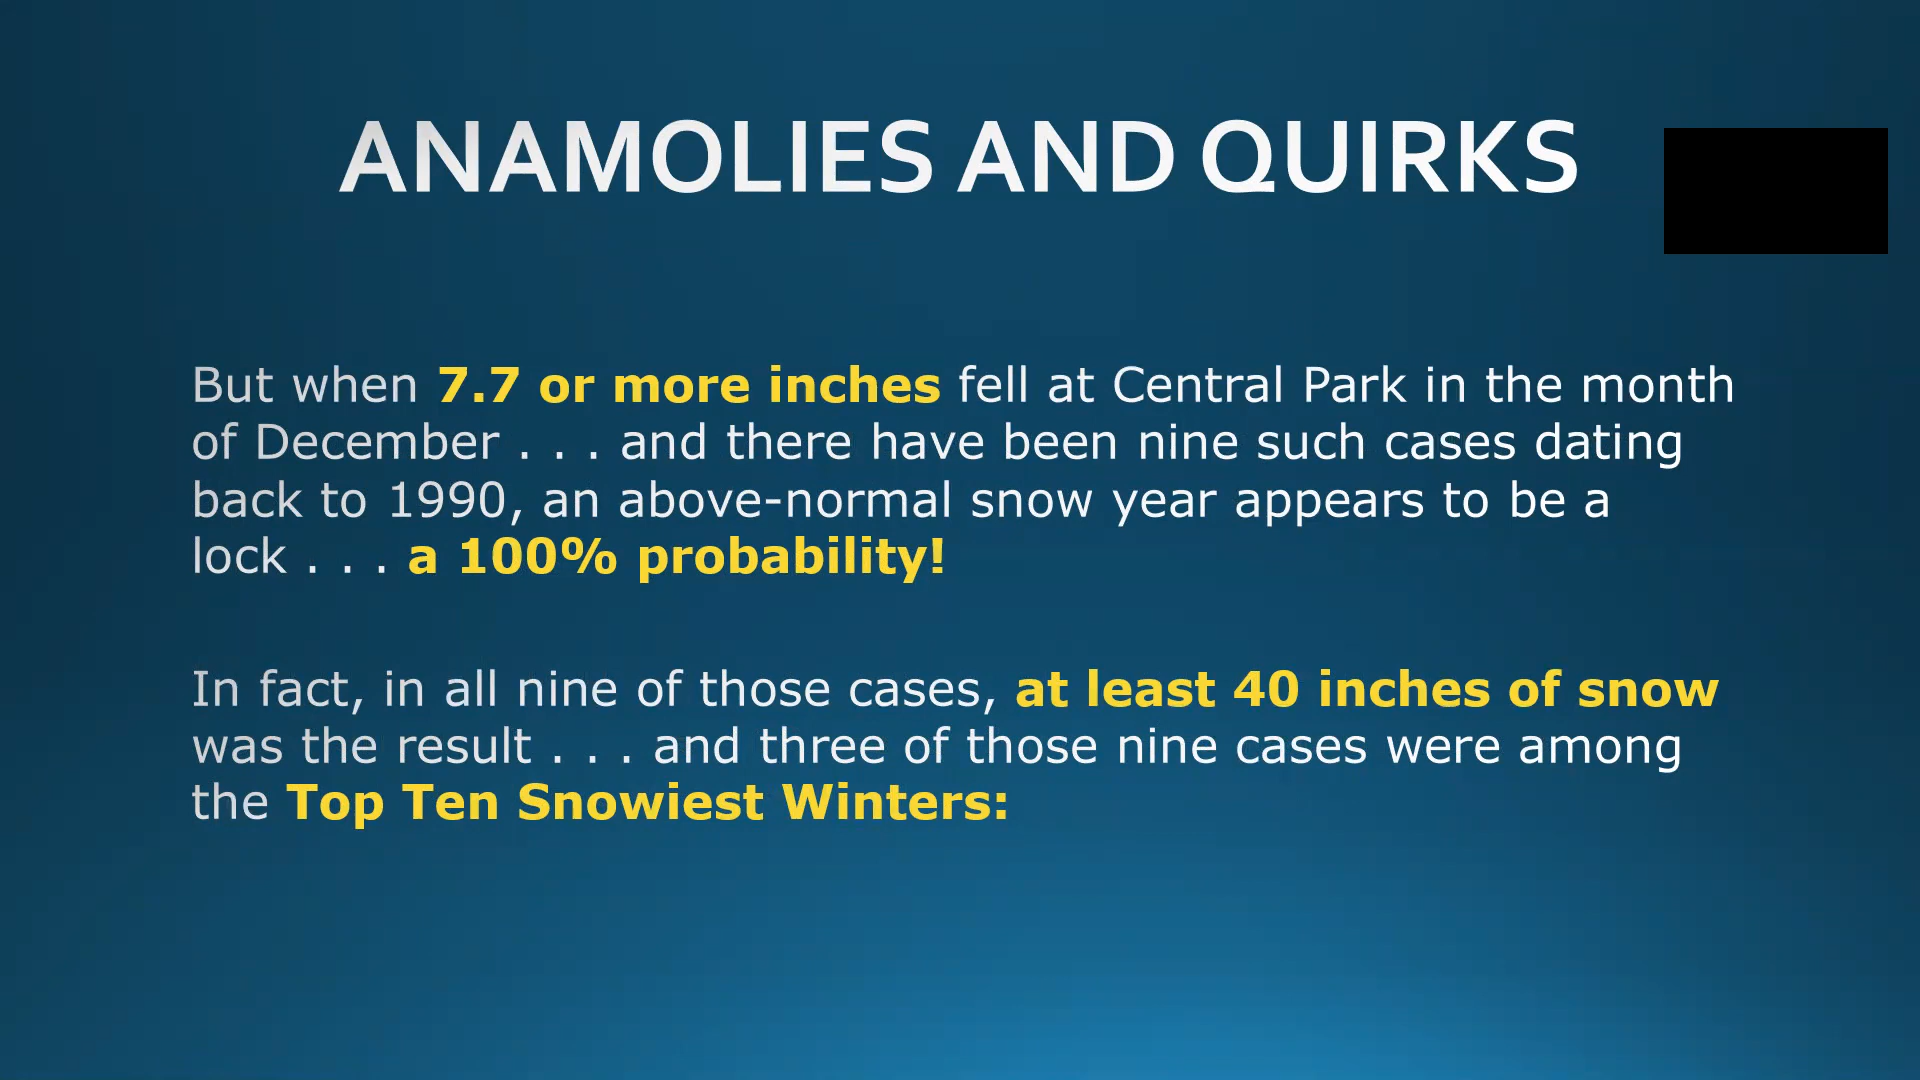 ANAMOLIES AND QUIRKS
But when 7.7 or more inches fell at Central Park in the month
of December . . . and there have been nine such cases dating
back to 1990, an above-normal snow year appears to be a
lock . . . a 100% probability!
In fact, in all nine of those cases, at least 40 inches of snow
was the result . . . and three of those nine cases were among
the Top Ten Snowiest Winters: